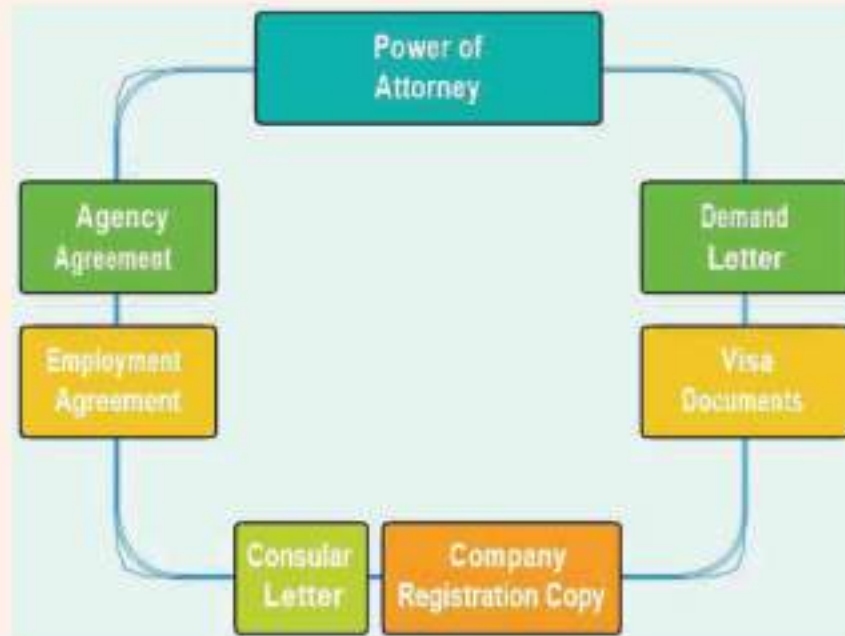 Power of
Attorney
Agency
Agreement
Demand
Letter
Employment
Agreement
Visa
Documents
Consular
Letter
Company
Registration Copy